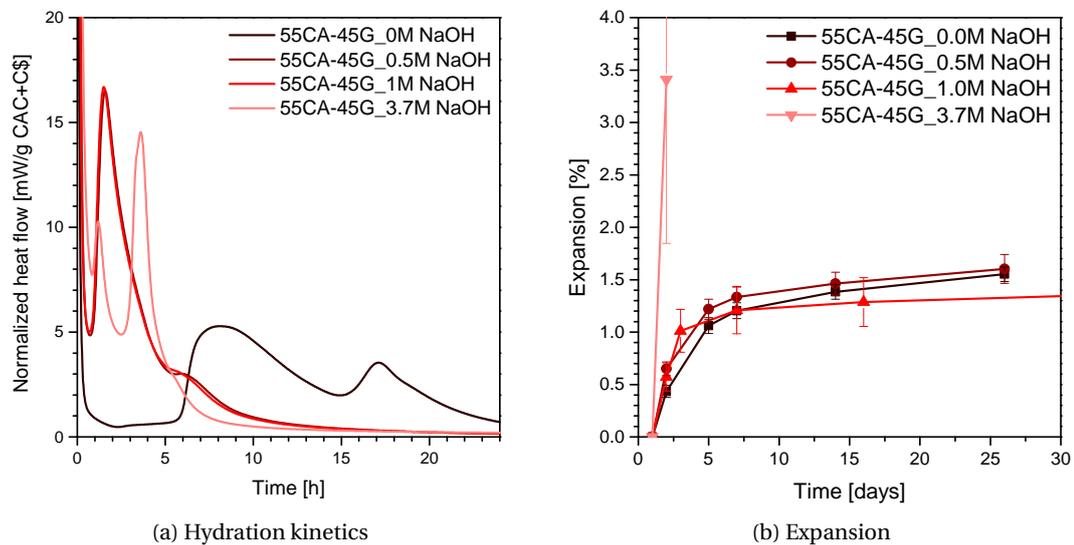 20
15
10
5
0
0
5
10
15
20
Normalized heat flow [mW/g CAC+C$]
Time [h]
55CA-45G_0M NaOH
55CA-45G_0.5M NaOH
55CA-45G_1M NaOH
55CA-45G_3.7M NaOH
(a) Hydration kinetics
4.0
3.5
3.0
2.5
2.0
1.5
1.0
0.5
0.0
0
5
10
15
20
25
30
Expansion [%]
Time [days]
55CA-45G_0.0M NaOH
55CA-45G_0.5M NaOH
55CA-45G_1.0M NaOH
55CA-45G_3.7M NaOH
(b) Expansion